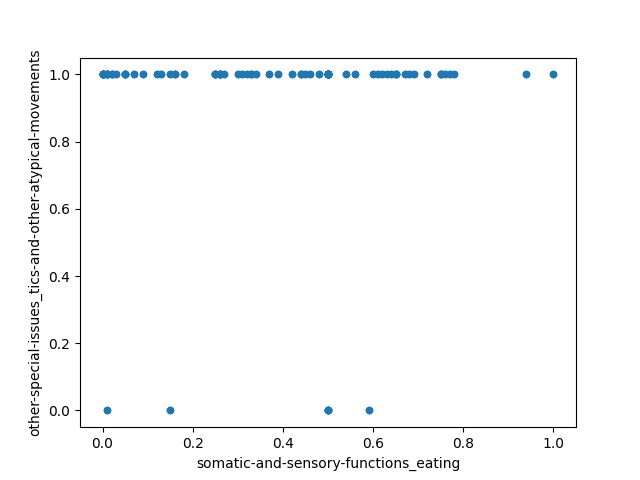 other-special-issues_tics-and-other-atypical-movements
1.0
0.8
0.6
0.4
0.2
0.0
0.0 0.2 0.4 0.6 0.8 1.0
somatic-and-sensory-functions_eating